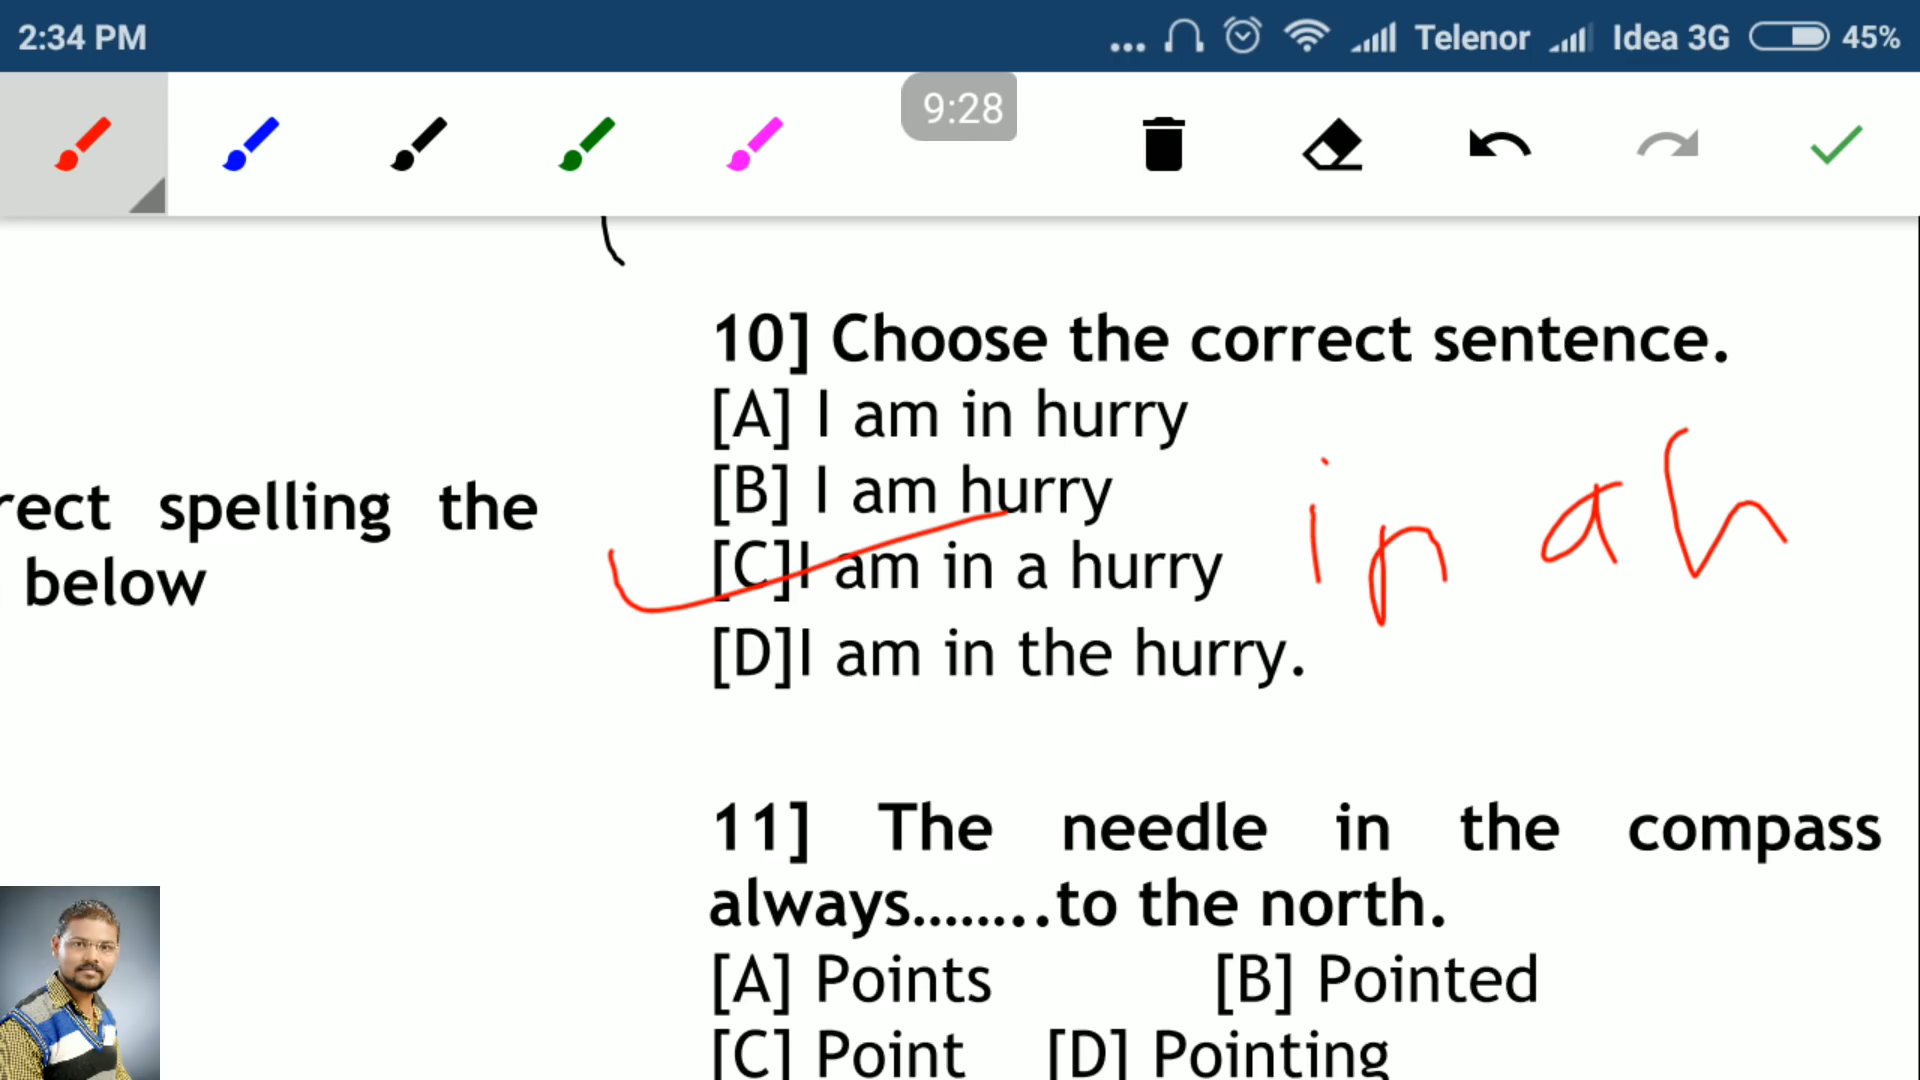 2:34 PM
... Telenor Idea 3G 45%
9:28
rect spelling the
below
10] Choose the correct sentence.
[A] I am in hurry
[B] I am hurry
[C]I am in a hurry
[D]I am in the hurry.
in a h
11] The needle in the compass
always……..to the north.
[A] Points [B] Pointed
[C] Point [D] Pointing